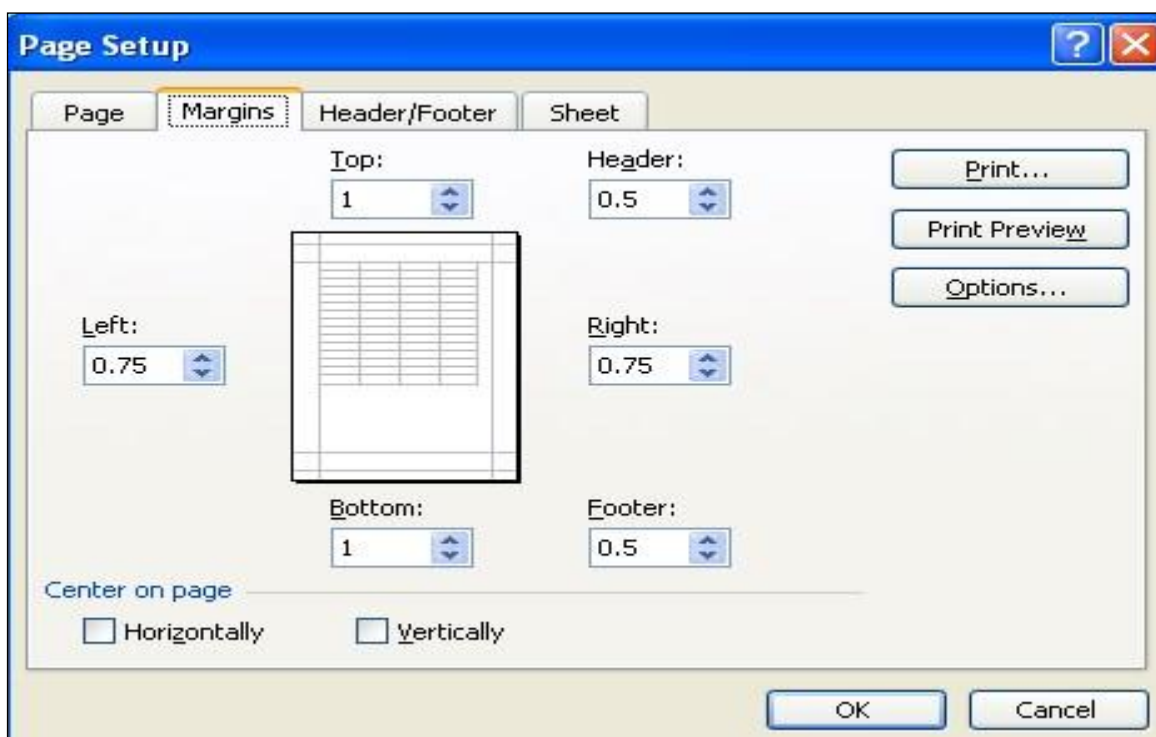 Page Setup
?
Page Margins Header/Footer Sheet
Top: Header:
1 0.5
Print...
Print Preview
Options...
Left: Right:
0.75 0.75
Bottom: Footer:
1 0.5
Center on page
Horizontally Vertically
OK Cancel